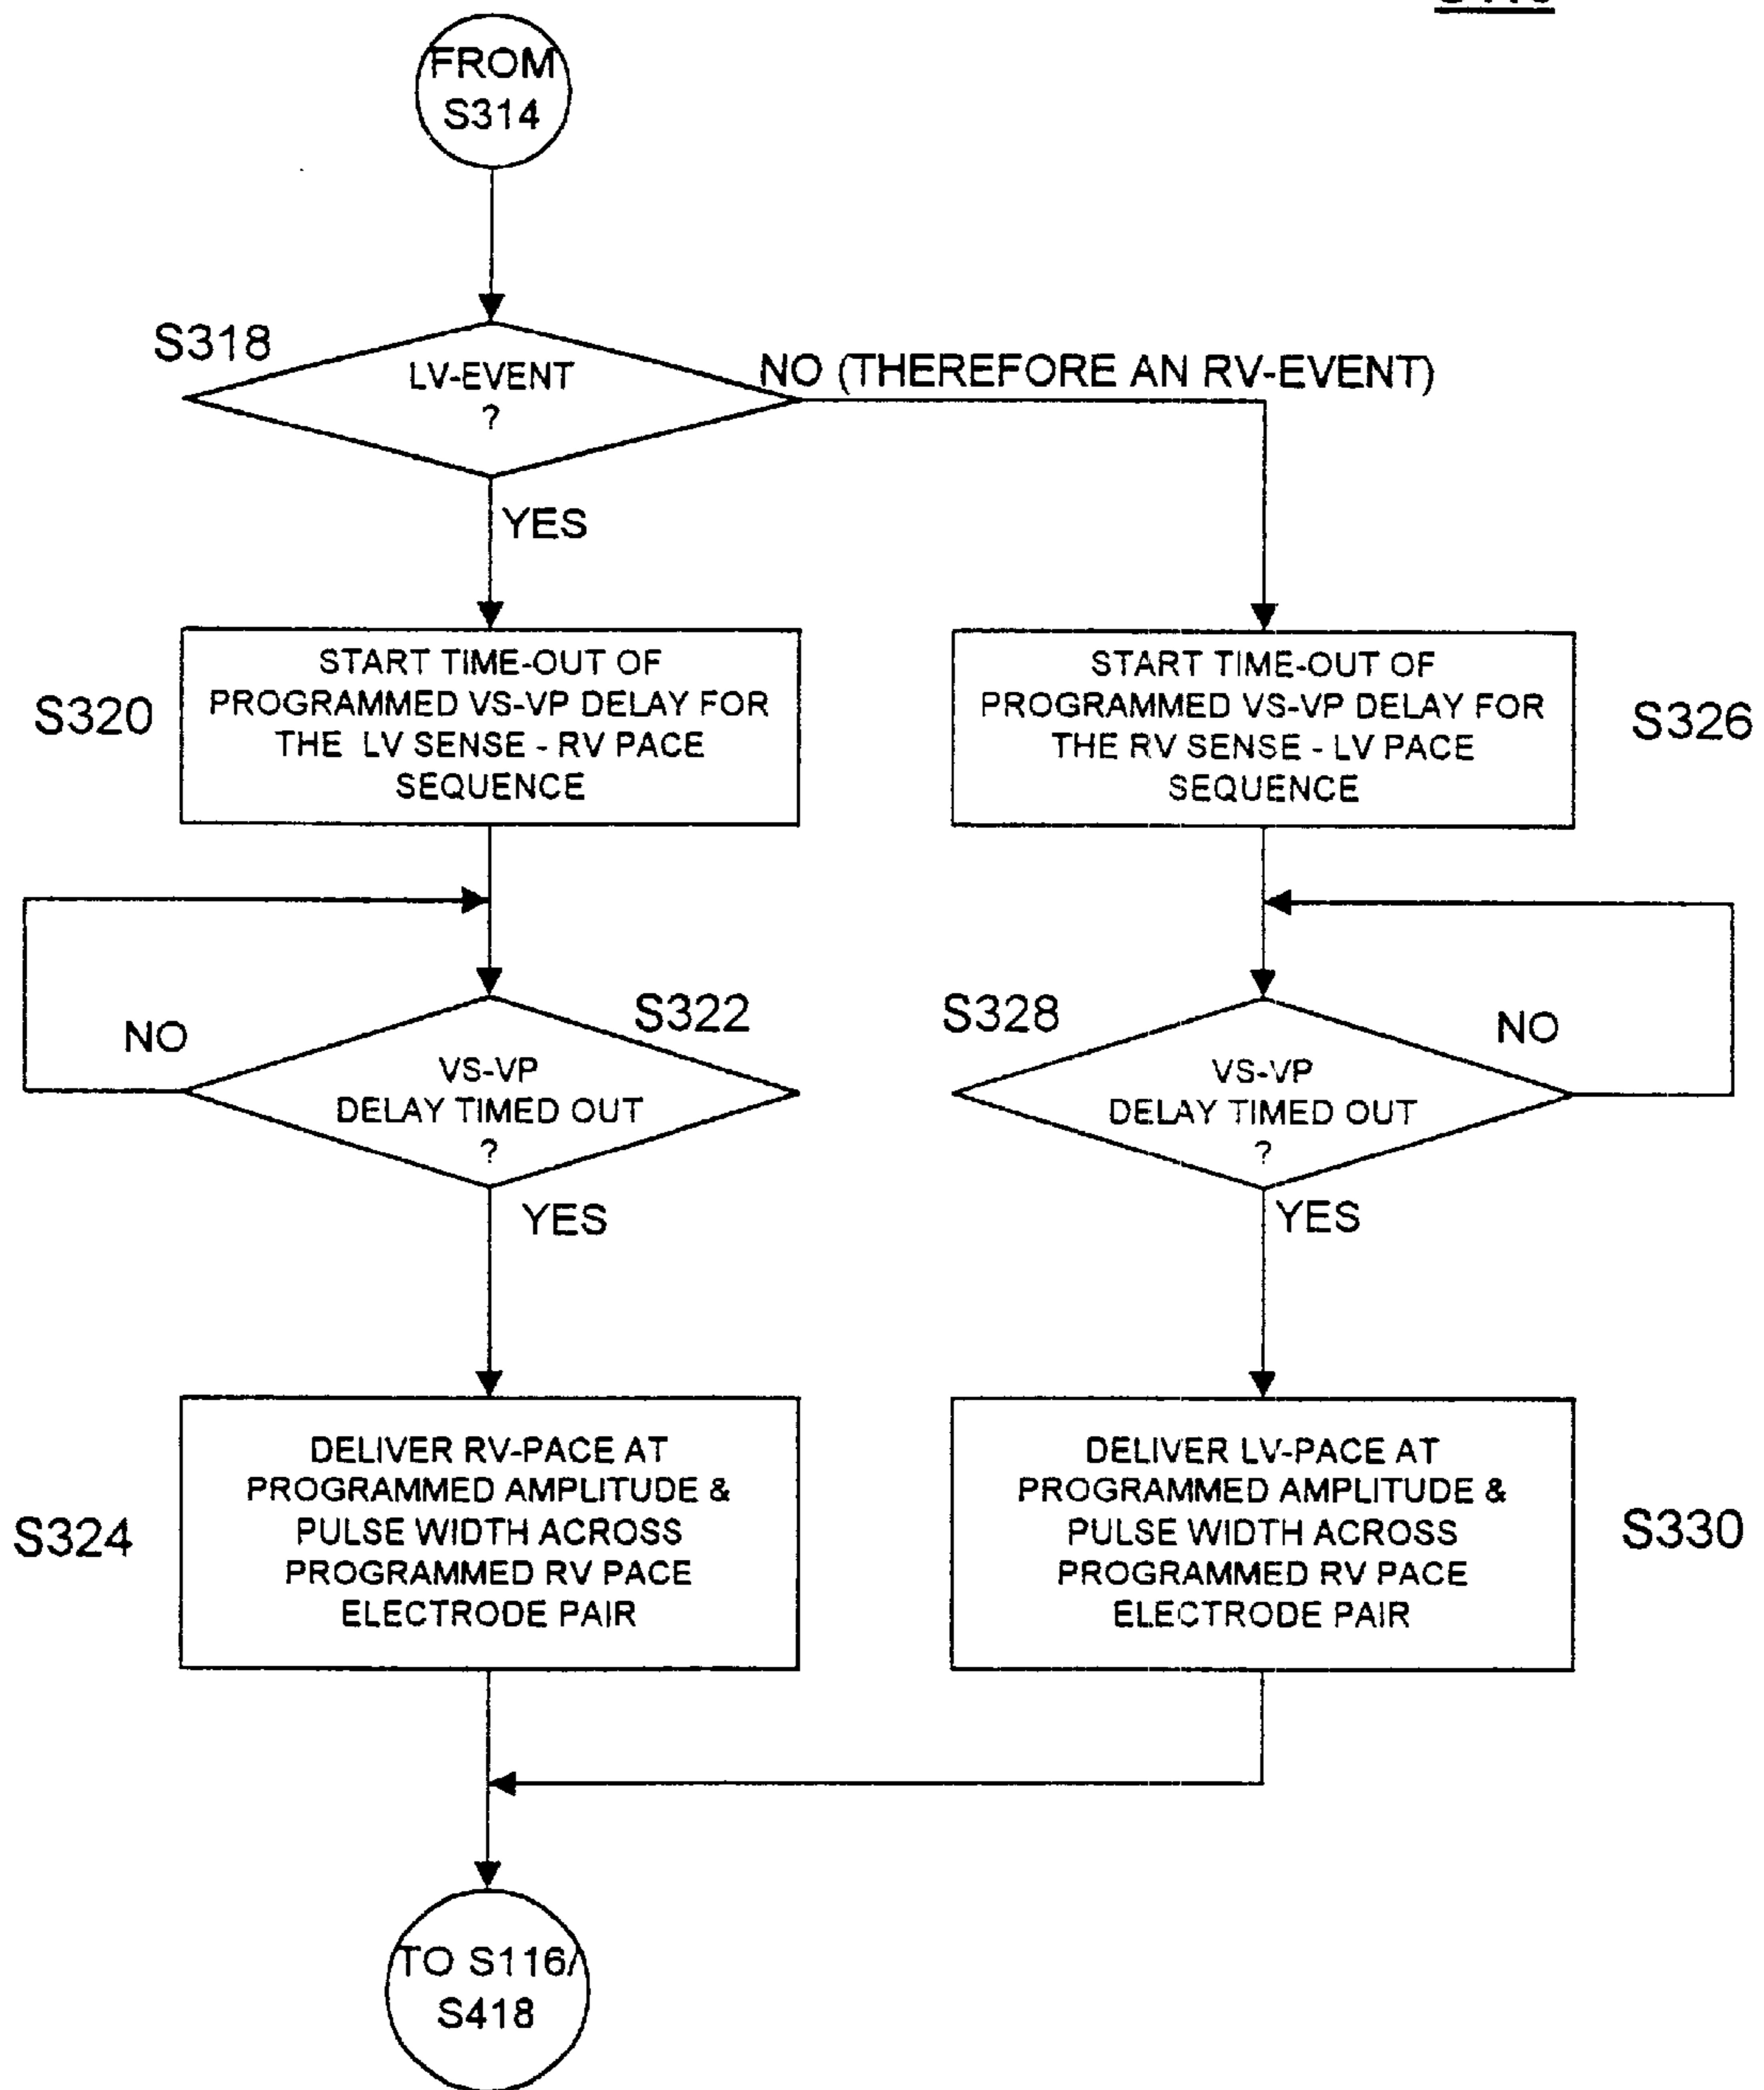 FROM
S314
S318
LV-EVENT
?
NO (THEREFORE AN RV-EVENT)
YES
S320
START TIME-OUT OF
PROGRAMMED VS-VP DELAY FOR
THE LV SENSE - RV PACE
SEQUENCE
START TIME-OUT OF
PROGRAMMED VS-VP DELAY FOR
THE RV SENSE - LV PACE
SEQUENCE
S326
NO
S322
VS-VP
DELAY TIMED OUT
?
YES
S328
NO
VS-VP
DELAY TIMED OUT
?
YES
S324
DELIVER RV-PACE AT
PROGRAMMED AMPLITUDE &
PULSE WIDTH ACROSS
PROGRAMMED RV PACE
ELECTRODE PAIR
DELIVER LV-PACE AT
PROGRAMMED AMPLITUDE &
PULSE WIDTH ACROSS
PROGRAMMED RV PACE
ELECTRODE PAIR
S330
TO S116/
S418